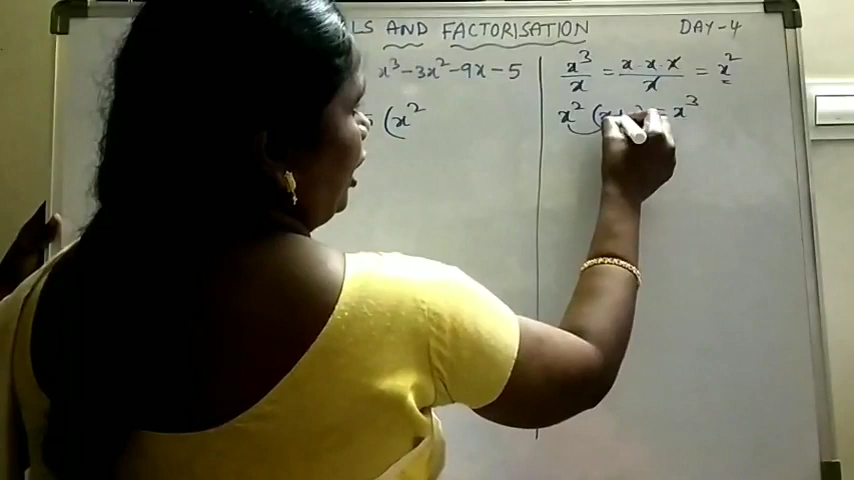 LS AND FACTORISATION DAY-4
x³-3x²-9x-5
= (x²
x³/x = x·x·x/x = x²
x² (x+ = x³